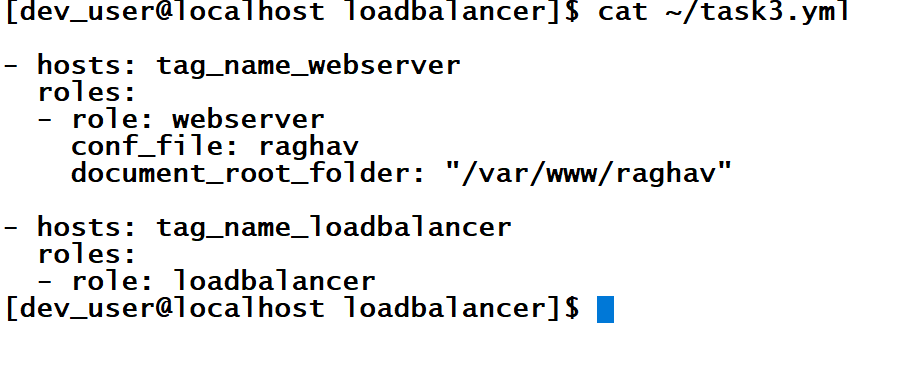 [dev_user@localhost loadbalancer]$ cat ~/task3.yml
- hosts: tag_name_webserver
  roles:
  - role: webserver
    conf_file: raghav
    document_root_folder: "/var/www/raghav"
- hosts: tag_name_loadbalancer
  roles:
  - role: loadbalancer
[dev_user@localhost loadbalancer]$